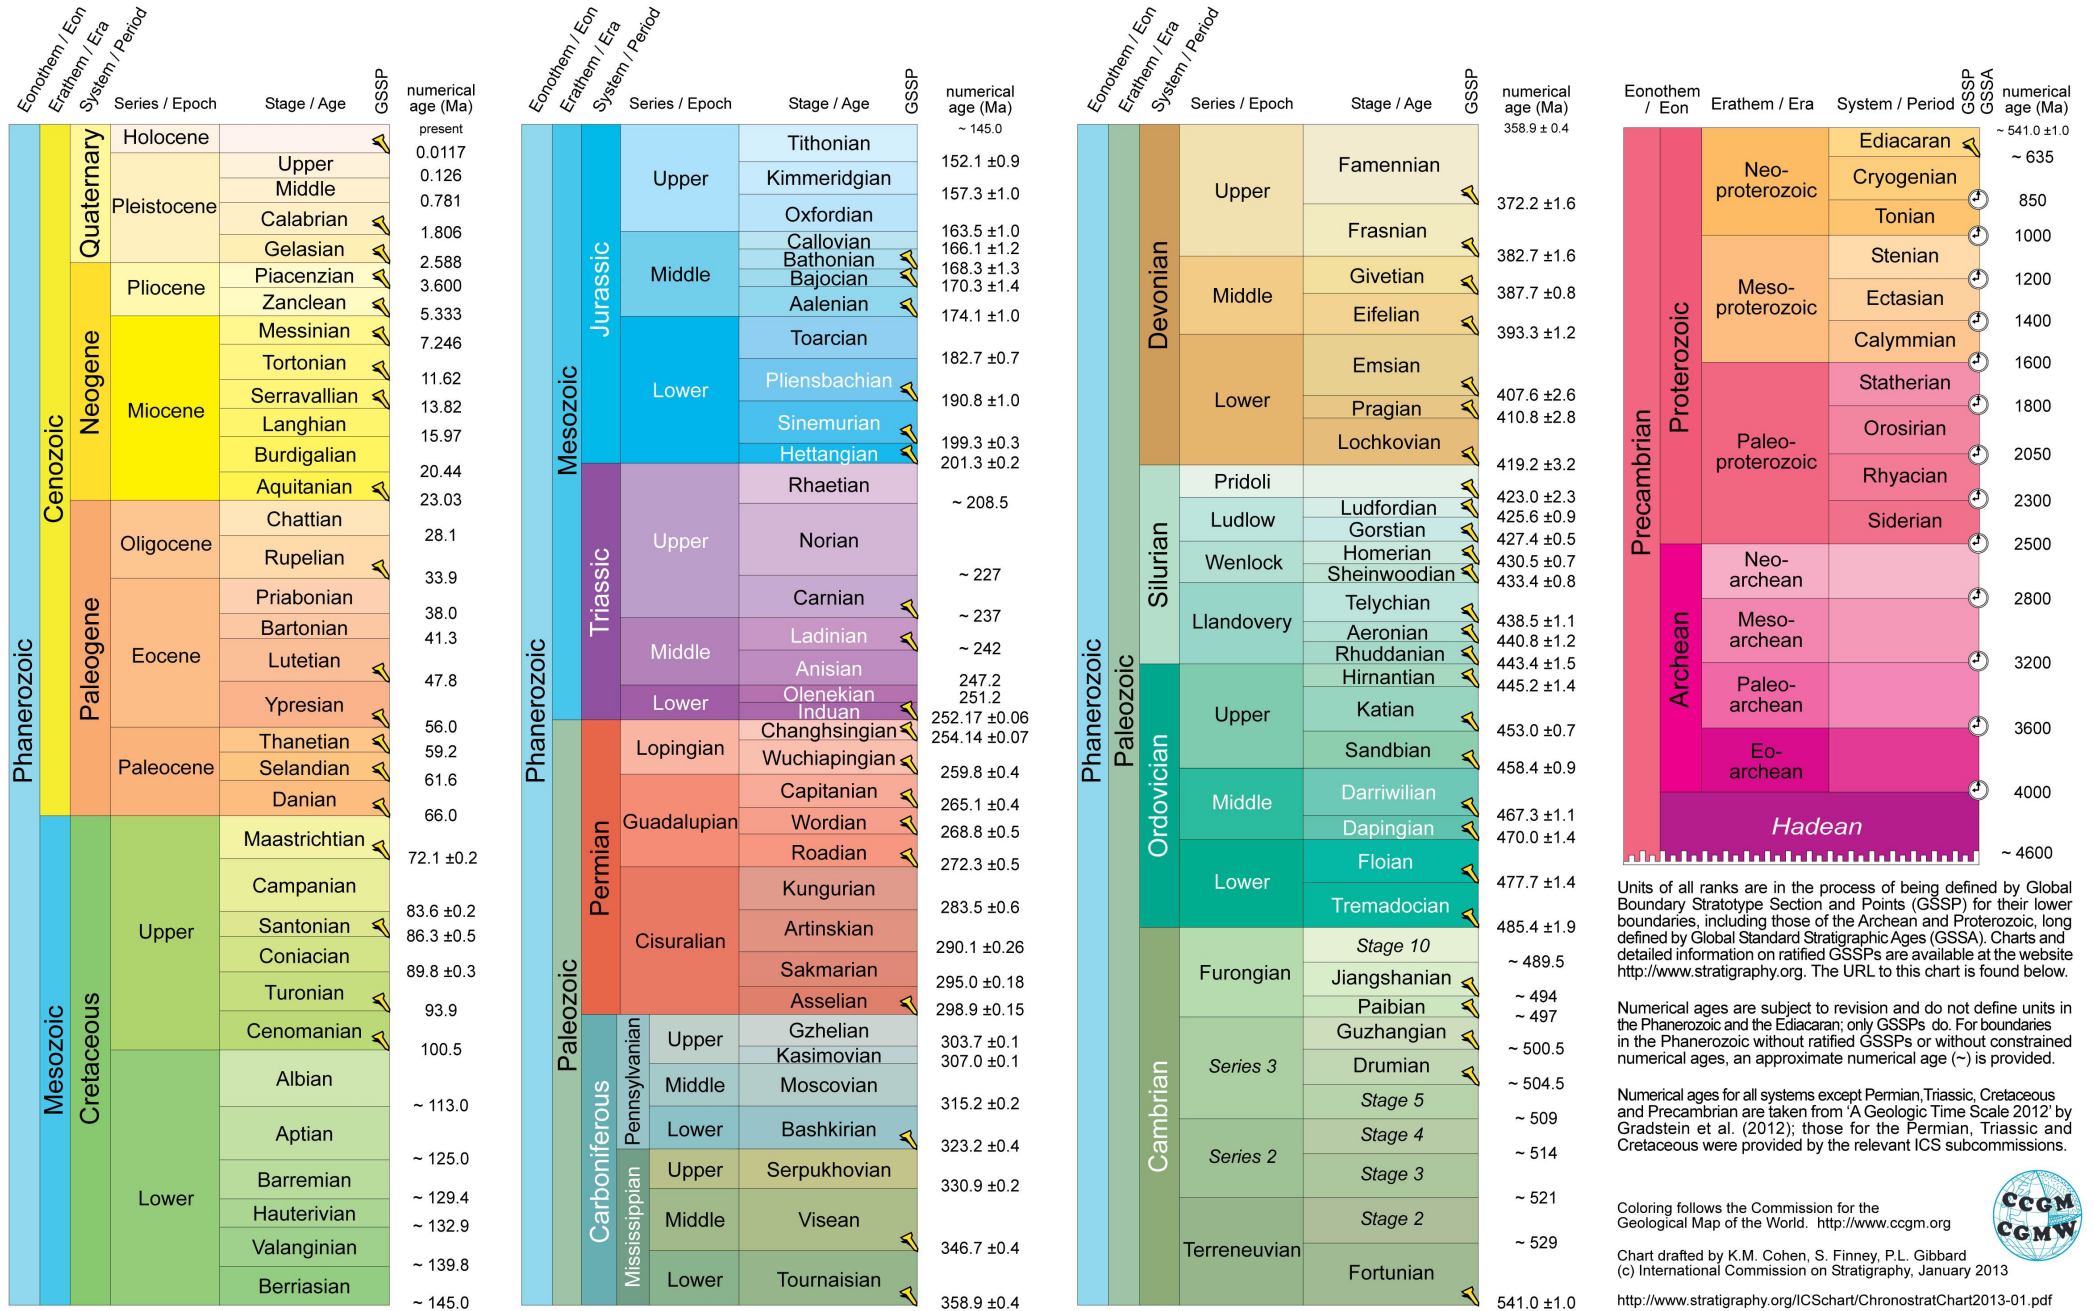 Eonothem / Eon
Erathem / Era
System / Period
Series / Epoch
Stage / Age
GSSP
numerical
age (Ma)
Phanerozoic
Cenozoic
Mesozoic
Quaternary
Neogene
Paleogene
Cretaceous
Holocene
Pleistocene
Pliocene
Miocene
Oligocene
Eocene
Paleocene
Upper
Lower
Upper
Middle
Calabrian
Gelasian
Piacenzian
Zanclean
Messinian
Tortonian
Serravallian
Langhian
Burdigalian
Aquitanian
Chattian
Rupelian
Priabonian
Bartonian
Lutetian
Ypresian
Thanetian
Selandian
Danian
Maastrichtian
Campanian
Santonian
Coniacian
Turonian
Cenomanian
Albian
Aptian
Barremian
Hauterivian
Valanginian
Berriasian
present
0.0117
0.126
0.781
1.806
2.588
3.600
5.333
7.246
11.62
13.82
15.97
20.44
23.03
28.1
33.9
38.0
41.3
47.8
56.0
59.2
61.6
66.0
72.1 ±0.2
83.6 ±0.2
86.3 ±0.5
89.8 ±0.3
93.9
100.5
~ 113.0
~ 125.0
~ 129.4
~ 132.9
~ 139.8
~ 145.0
Eonothem / Eon
Erathem / Era
System / Period
Series / Epoch
Stage / Age
GSSP
numerical
age (Ma)
Phanerozoic
Mesozoic
Paleozoic
Jurassic
Triassic
Permian
Carboniferous
Pennsylvanian
Mississippian
Upper
Middle
Lower
Upper
Middle
Lower
Lopingian
Guadalupian
Cisuralian
Upper
Middle
Lower
Upper
Middle
Lower
Tithonian
Kimmeridgian
Oxfordian
Callovian
Bathonian
Bajocian
Aalenian
Toarcian
Pliensbachian
Sinemurian
Hettangian
Rhaetian
Norian
Carnian
Ladinian
Anisian
Olenekian
Induan
Changhsingian
Wuchiapingian
Capitanian
Wordian
Roadian
Kungurian
Artinskian
Sakmarian
Asselian
Gzhelian
Kasimovian
Moscovian
Bashkirian
Serpukhovian
Visean
Tournaisian
~ 145.0
152.1 ±0.9
157.3 ±1.0
163.5 ±1.0
166.1 ±1.2
168.3 ±1.3
170.3 ±1.4
174.1 ±1.0
182.7 ±0.7
190.8 ±1.0
199.3 ±0.3
201.3 ±0.2
~ 208.5
~ 227
~ 237
~ 242
247.2
251.2
252.17 ±0.06
254.14 ±0.07
259.8 ±0.4
265.1 ±0.4
268.8 ±0.5
272.3 ±0.5
283.5 ±0.6
290.1 ±0.26
295.0 ±0.18
298.9 ±0.15
303.7 ±0.1
307.0 ±0.1
315.2 ±0.2
323.2 ±0.4
330.9 ±0.2
346.7 ±0.4
358.9 ±0.4
Eonothem / Eon
Erathem / Era
System / Period
Series / Epoch
Stage / Age
GSSP
numerical
age (Ma)
Phanerozoic
Paleozoic
Devonian
Silurian
Ordovician
Cambrian
Upper
Middle
Lower
Pridoli
Ludlow
Wenlock
Llandovery
Upper
Middle
Lower
Furongian
Series 3
Series 2
Terreneuvian
Famennian
Frasnian
Givetian
Eifelian
Emsian
Pragian
Lochkovian
Ludfordian
Gorstian
Homerian
Sheinwoodian
Telychian
Aeronian
Rhuddanian
Hirnantian
Katian
Sandbian
Darriwilian
Dapingian
Floian
Tremadocian
Stage 10
Jiangshanian
Paibian
Guzhangian
Drumian
Stage 5
Stage 4
Stage 3
Stage 2
Fortunian
358.9 ± 0.4
372.2 ±1.6
382.7 ±1.6
387.7 ±0.8
393.3 ±1.2
407.6 ±2.6
410.8 ±2.8
419.2 ±3.2
423.0 ±2.3
425.6 ±0.9
427.4 ±0.5
430.5 ±0.7
433.4 ±0.8
438.5 ±1.1
440.8 ±1.2
443.4 ±1.5
445.2 ±1.4
453.0 ±0.7
458.4 ±0.9
467.3 ±1.1
470.0 ±1.4
477.7 ±1.4
485.4 ±1.9
~ 489.5
~ 494
~ 497
~ 500.5
~ 504.5
~ 509
~ 514
~ 521
~ 529
541.0 ±1.0
Eonothem
/ Eon
Erathem / Era
System / Period
GSSP
GSSA
numerical
age (Ma)
Precambrian
Proterozoic
Archean
Hadean
Neo-
proterozoic
Meso-
proterozoic
Paleo-
proterozoic
Neo-
archean
Meso-
archean
Paleo-
archean
Eo-
archean
Ediacaran
Cryogenian
Tonian
Stenian
Ectasian
Calymmian
Statherian
Orosirian
Rhyacian
Siderian
~ 541.0 ±1.0
~ 635
850
1000
1200
1400
1600
1800
2050
2300
2500
2800
3200
3600
4000
~ 4600
Units of all ranks are in the process of being defined by Global
Boundary Stratotype Section and Points (GSSP) for their lower
boundaries, including those of the Archean and Proterozoic, long
defined by Global Standard Stratigraphic Ages (GSSA). Charts and
detailed information on ratified GSSPs are available at the website
http://www.stratigraphy.org. The URL to this chart is found below.
Numerical ages are subject to revision and do not define units in
the Phanerozoic and the Ediacaran; only GSSPs do. For boundaries
in the Phanerozoic without ratified GSSPs or without constrained
numerical ages, an approximate numerical age (~) is provided.
Numerical ages for all systems except Permian,Triassic, Cretaceous
and Precambrian are taken from 'A Geologic Time Scale 2012' by
Gradstein et al. (2012); those for the Permian, Triassic and
Cretaceous were provided by the relevant ICS subcommissions.
Coloring follows the Commission for the
Geological Map of the World. http://www.ccgm.org
CCGM
CGMW
Chart drafted by K.M. Cohen, S. Finney, P.L. Gibbard
(c) International Commission on Stratigraphy, January 2013
http://www.stratigraphy.org/ICSchart/ChronostratChart2013-01.pdf